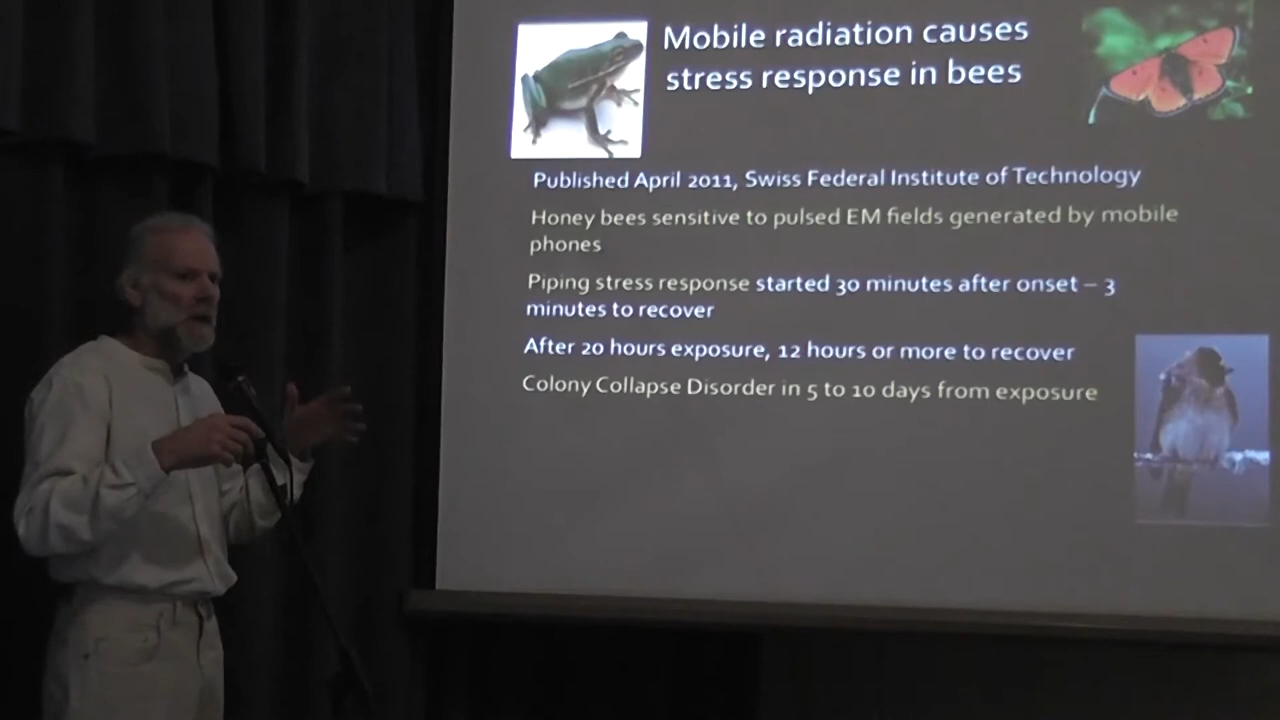 Mobile radiation causes
stress response in bees
Published April 2011, Swiss Federal Institute of Technology
Honey bees sensitive to pulsed EM fields generated by mobile
phones
Piping stress response started 30 minutes after onset – 3
minutes to recover
After 20 hours exposure, 12 hours or more to recover
Colony Collapse Disorder in 5 to 10 days from exposure